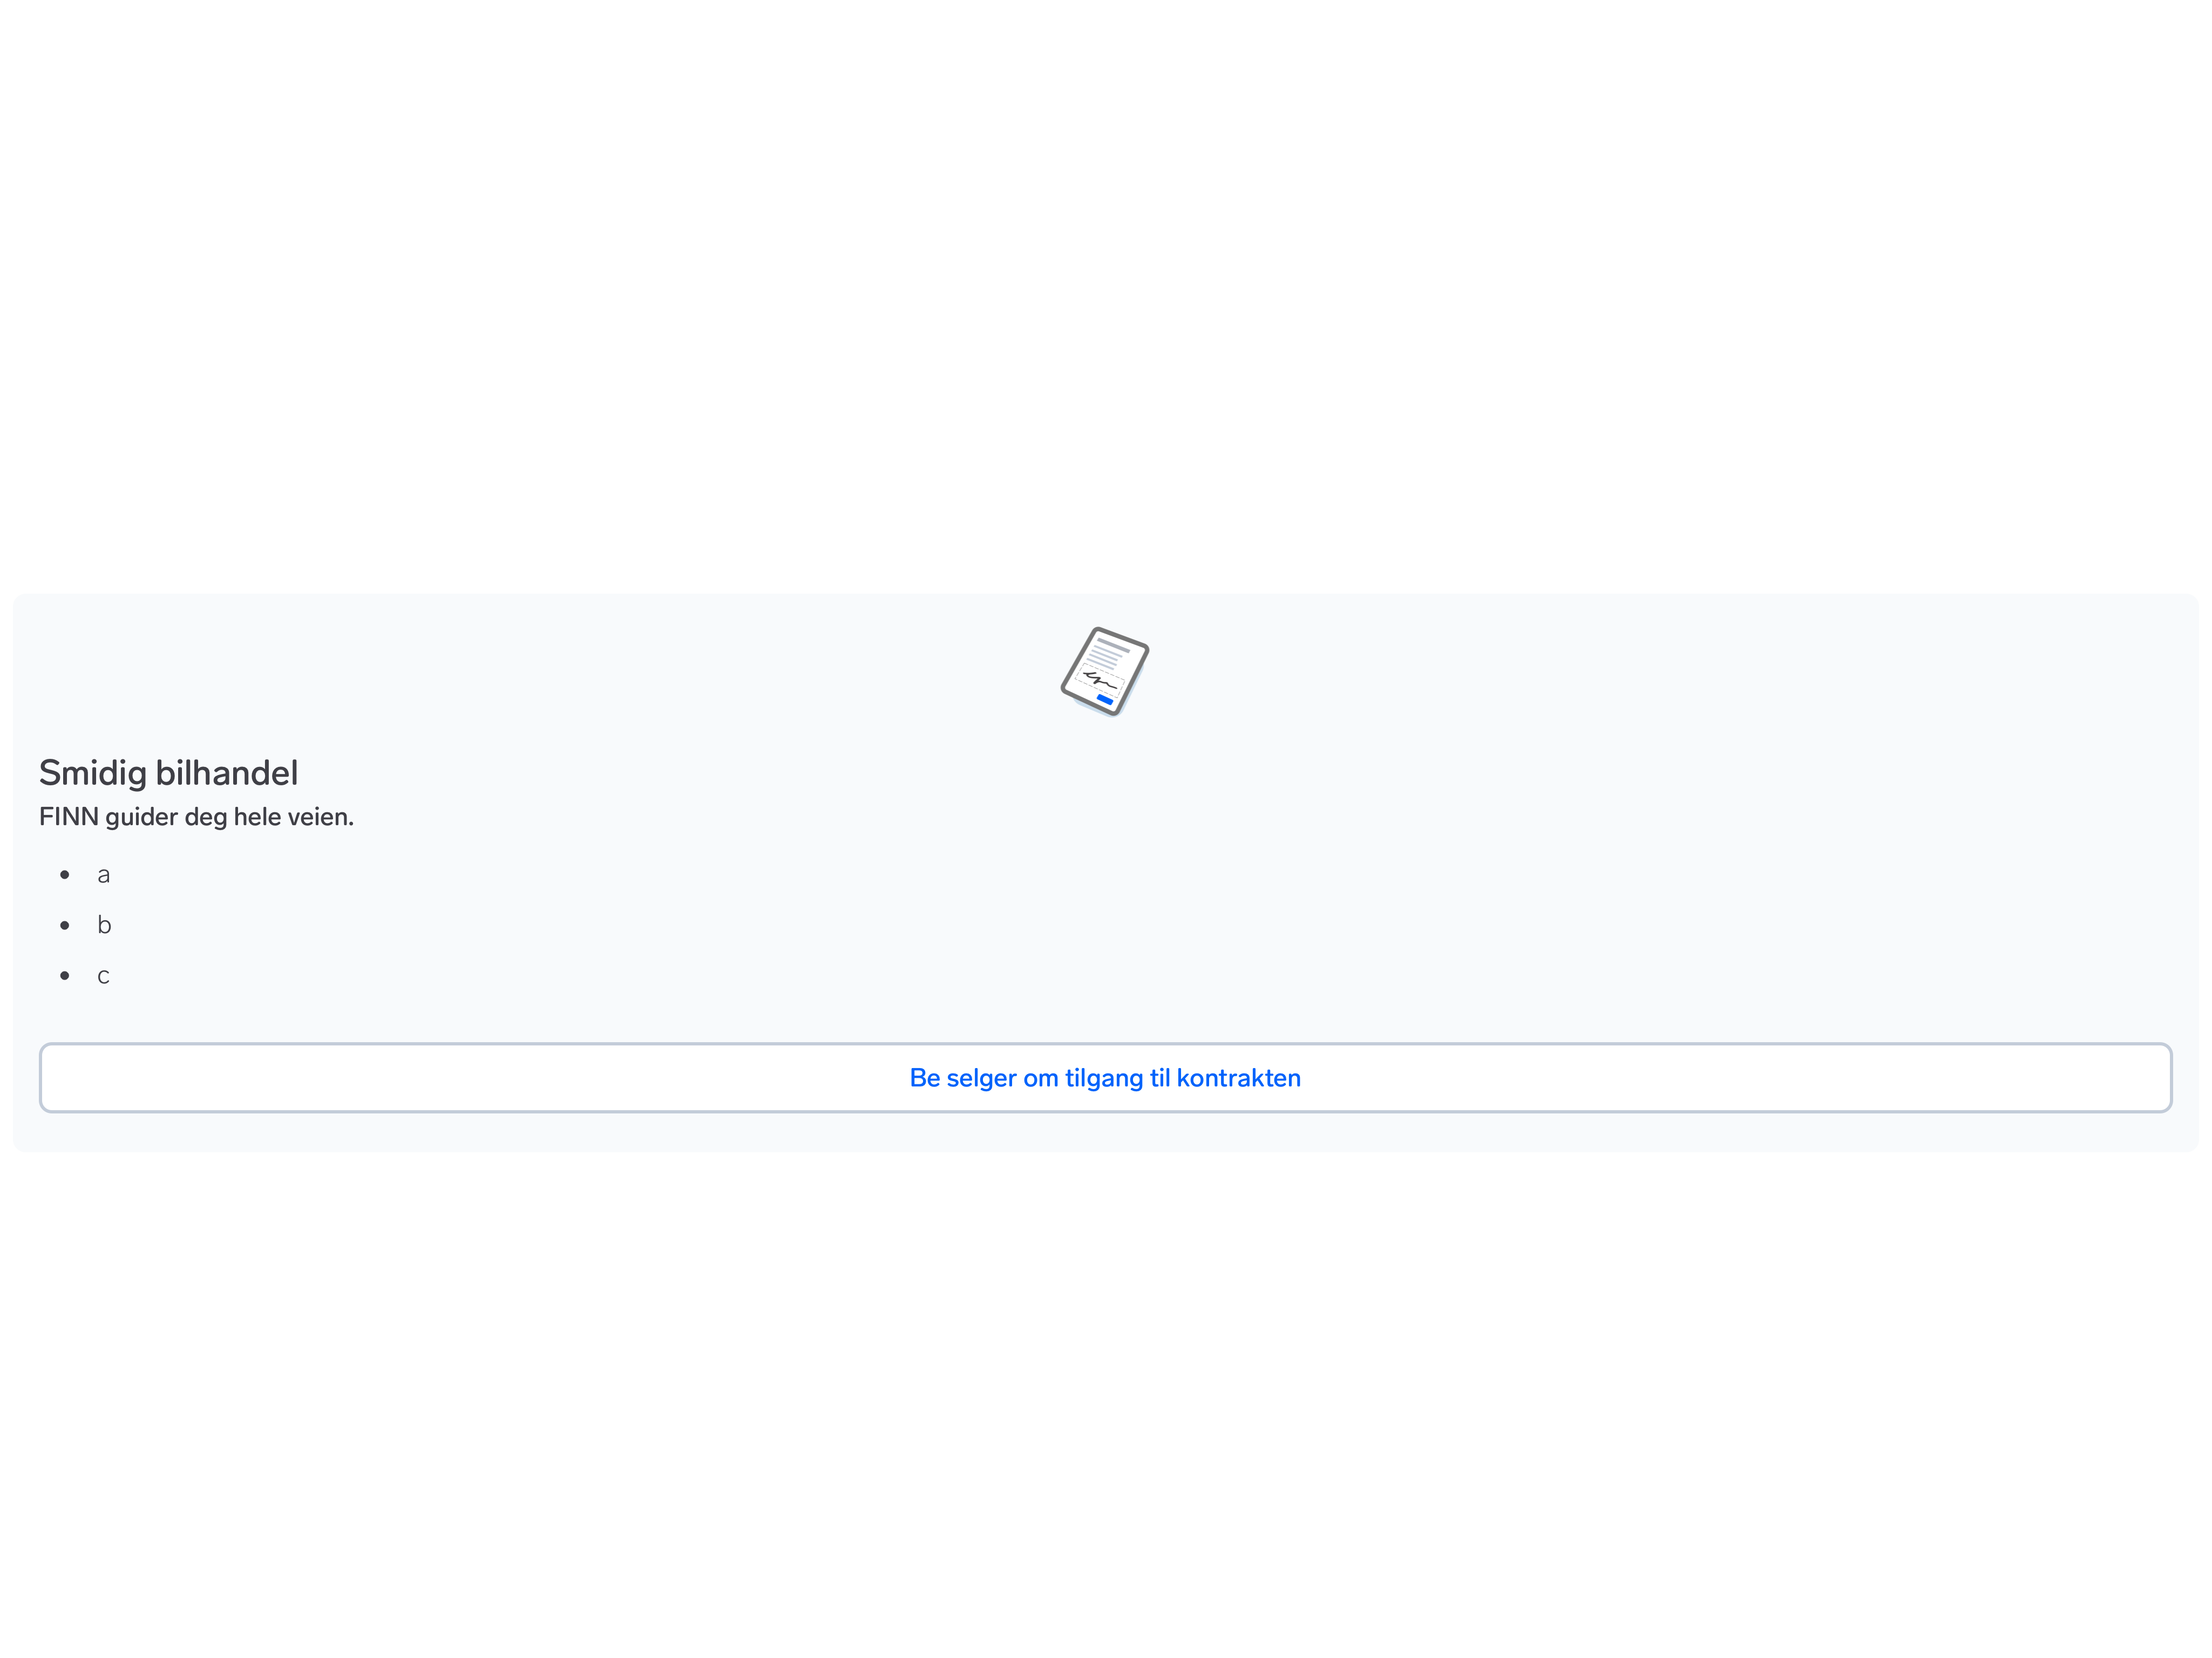 Smidig bilhandel
FINN guider deg hele veien.
• a
• b
• c
Be selger om tilgang til kontrakten